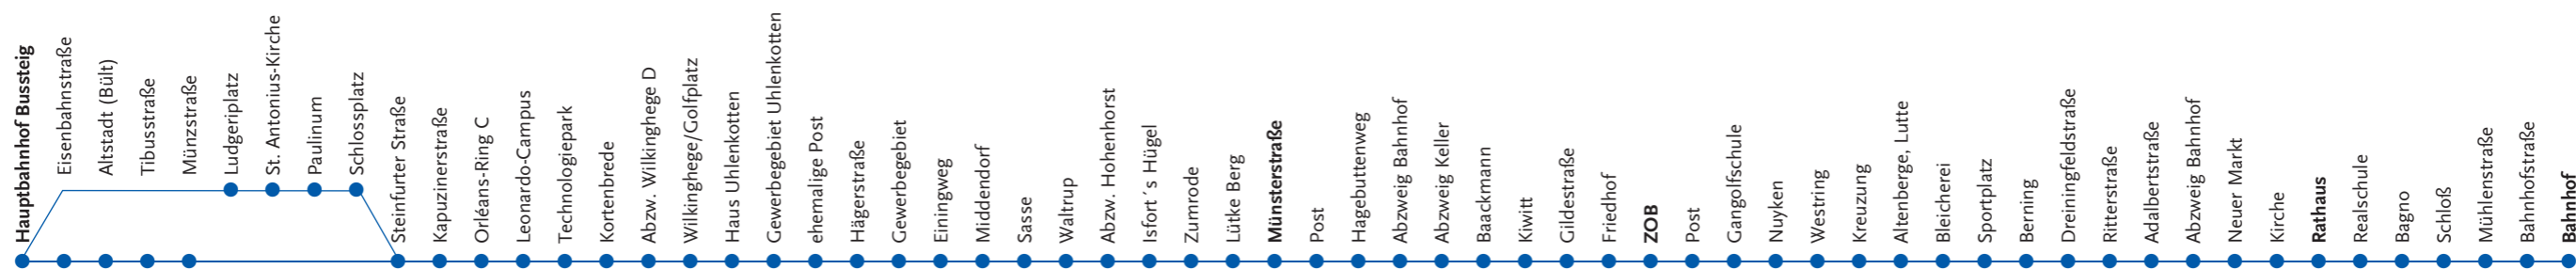 Hauptbahnhof Bussteig
Eisenbahnstraße
Altstadt (Bült)
Tibusstraße
Münzstraße
Ludgeriplatz
St. Antonius-Kirche
Paulinum
Schlossplatz
Steinfurter Straße
Kapuzinerstraße
Orléans-Ring C
Leonardo-Campus
Technologiepark
Kortenbrede
Abzw. Wilkinghege D
Wilkinghege/Golfplatz
Haus Uhlenkotten
Gewerbegebiet Uhlenkotten
ehemalige Post
Hägerstraße
Gewerbegebiet
Einingweg
Middendorf
Sasse
Waltrup
Abzw. Hohenhorst
Isfort´s Hügel
Zumrode
Lütke Berg
Münsterstraße
Post
Hagebuttenweg
Abzweig Bahnhof
Abzweig Keller
Baackmann
Kiwitt
Gildestraße
Friedhof
ZOB
Post
Gangolfschule
Nuyken
Westring
Kreuzung
Altenberge, Lutte
Bleicherei
Sportplatz
Berning
Dreiningfeldstraße
Ritterstraße
Adalbertstraße
Abzweig Bahnhof
Neuer Markt
Kirche
Rathaus
Realschule
Bagno
Schloß
Mühlenstraße
Bahnhofstraße
Bahnhof